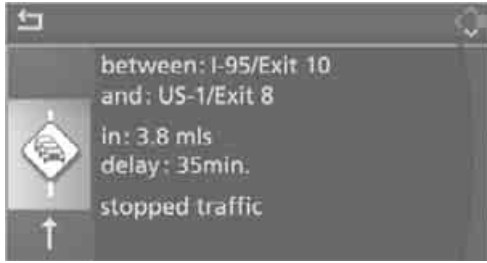 between: I-95/Exit 10
and: US-1/Exit 8
in: 3.8 mls
delay: 35min.
stopped traffic